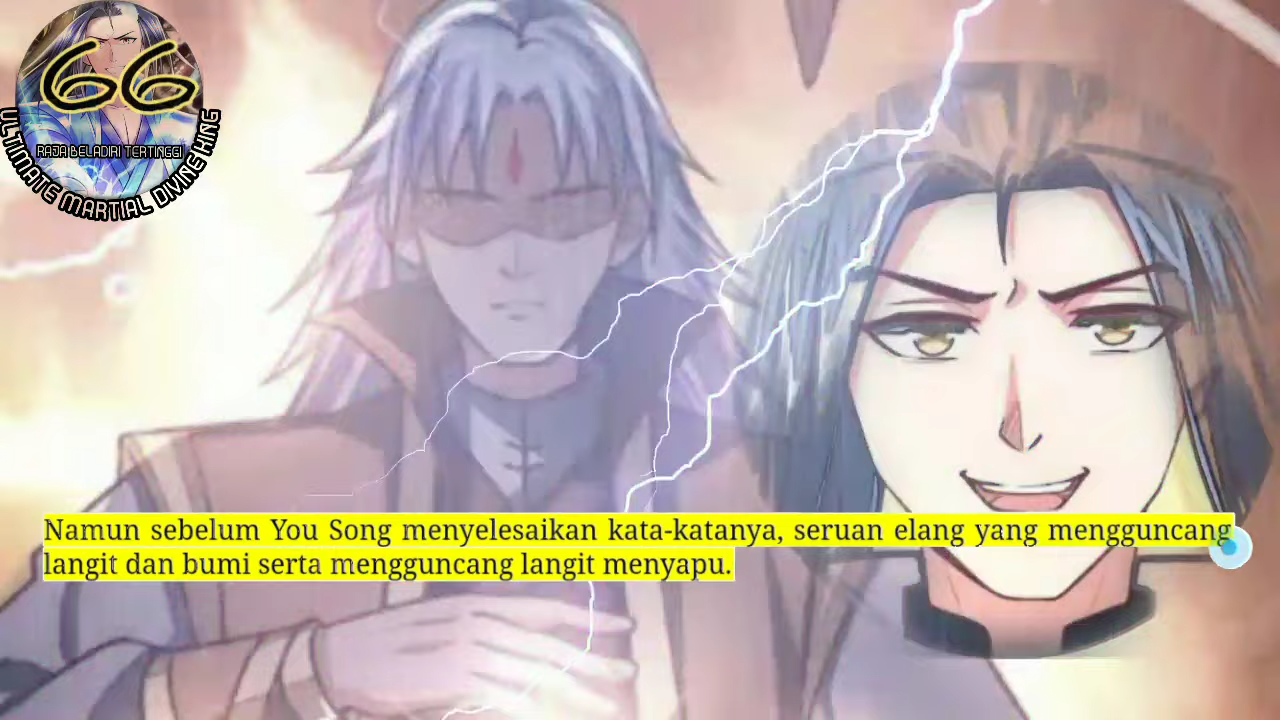 66
RAJA BELADIRI TERTINGGI
ULTIMATE MARTIAL DIVINE KING
Namun sebelum You Song menyelesaikan kata-katanya, seruan elang yang mengguncang
langit dan bumi serta mengguncang langit menyapu.